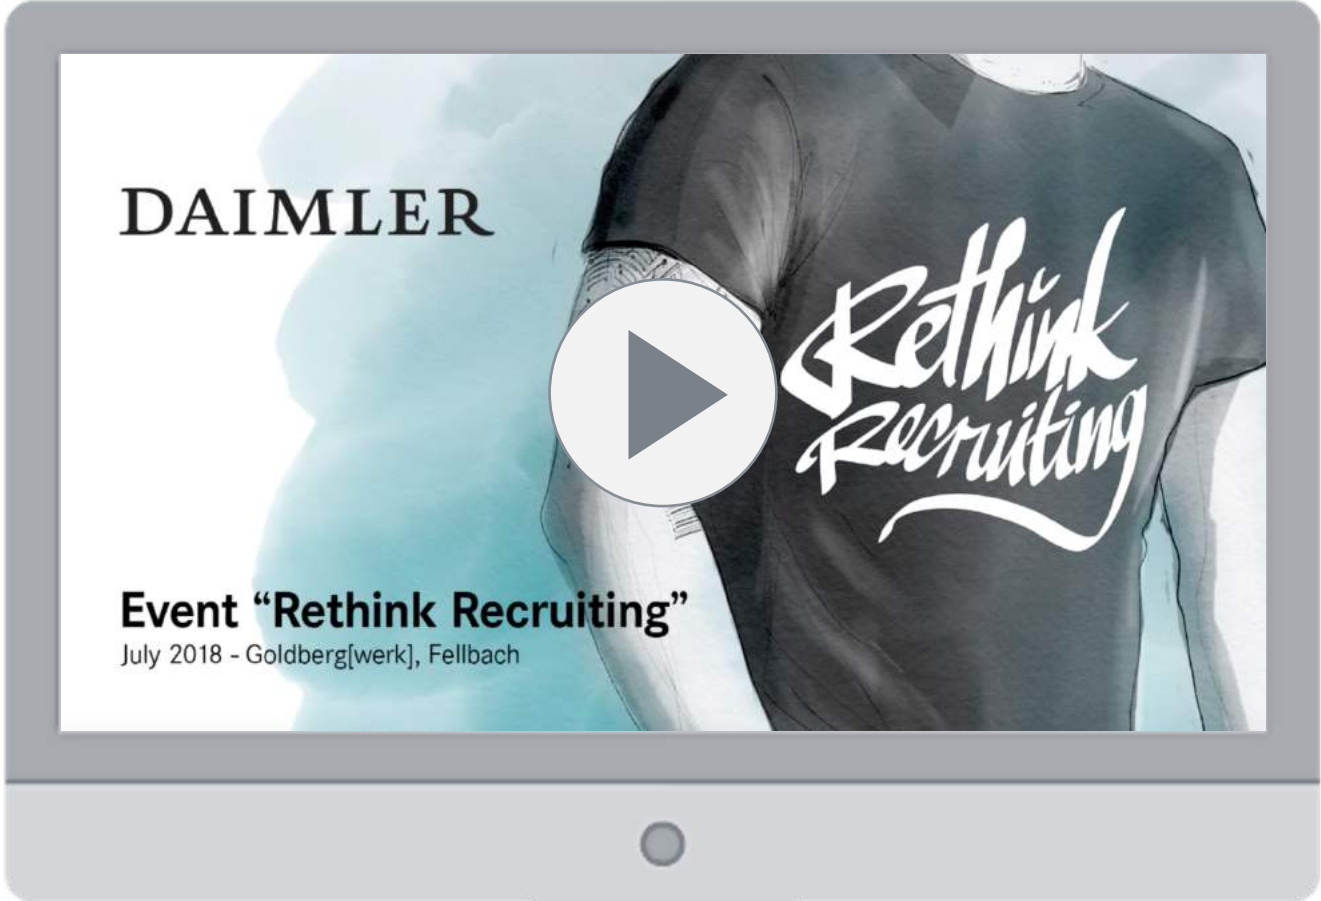 DAIMLER
Rethink
Recruiting
Event “Rethink Recruiting”
July 2018 - Goldberg[werk], Fellbach